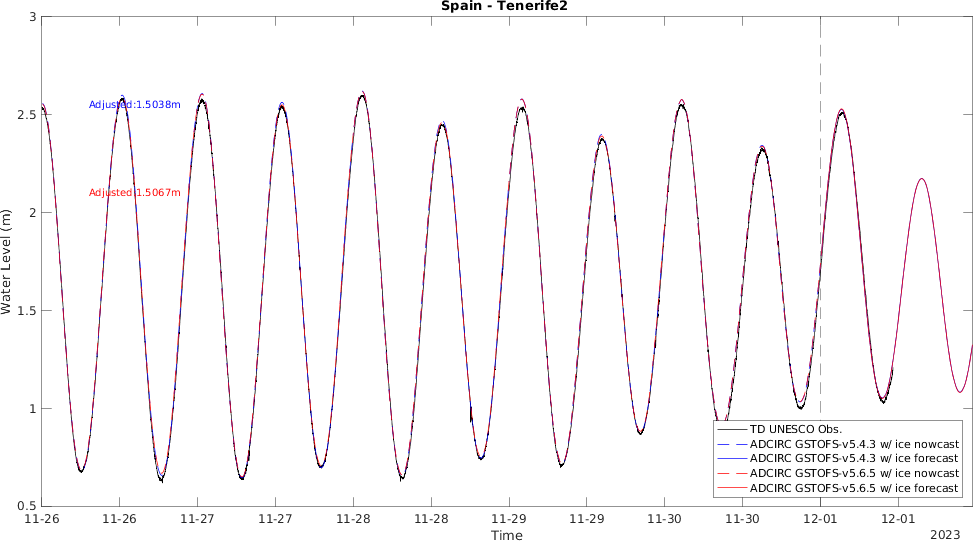 Spain - Tenerife2
3
2.5
2
1.5
1
0.5
Water Level (m)
Adjusted:1.5038m
Adjusted:1.5067m
TD UNESCO Obs.
ADCIRC GSTOFS-v5.4.3 w/ ice nowcast
ADCIRC GSTOFS-v5.4.3 w/ ice forecast
ADCIRC GSTOFS-v5.6.5 w/ ice nowcast
ADCIRC GSTOFS-v5.6.5 w/ ice forecast
11-26 11-26 11-27 11-27 11-28 11-28 11-29 11-29 11-30 11-30 12-01 12-01
Time
2023